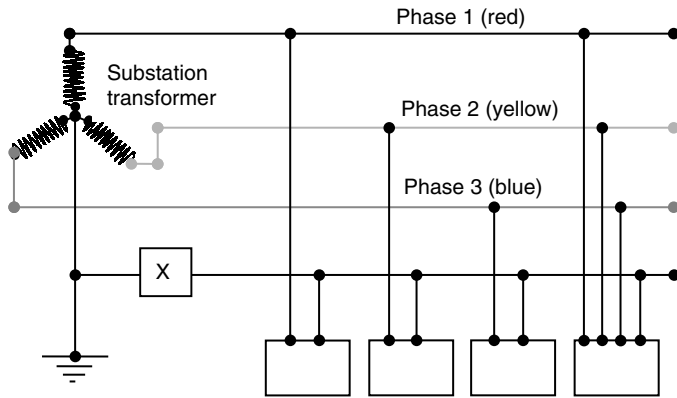 Phase 1 (red)
Substation
transformer
Phase 2 (yellow)
Phase 3 (blue)
X